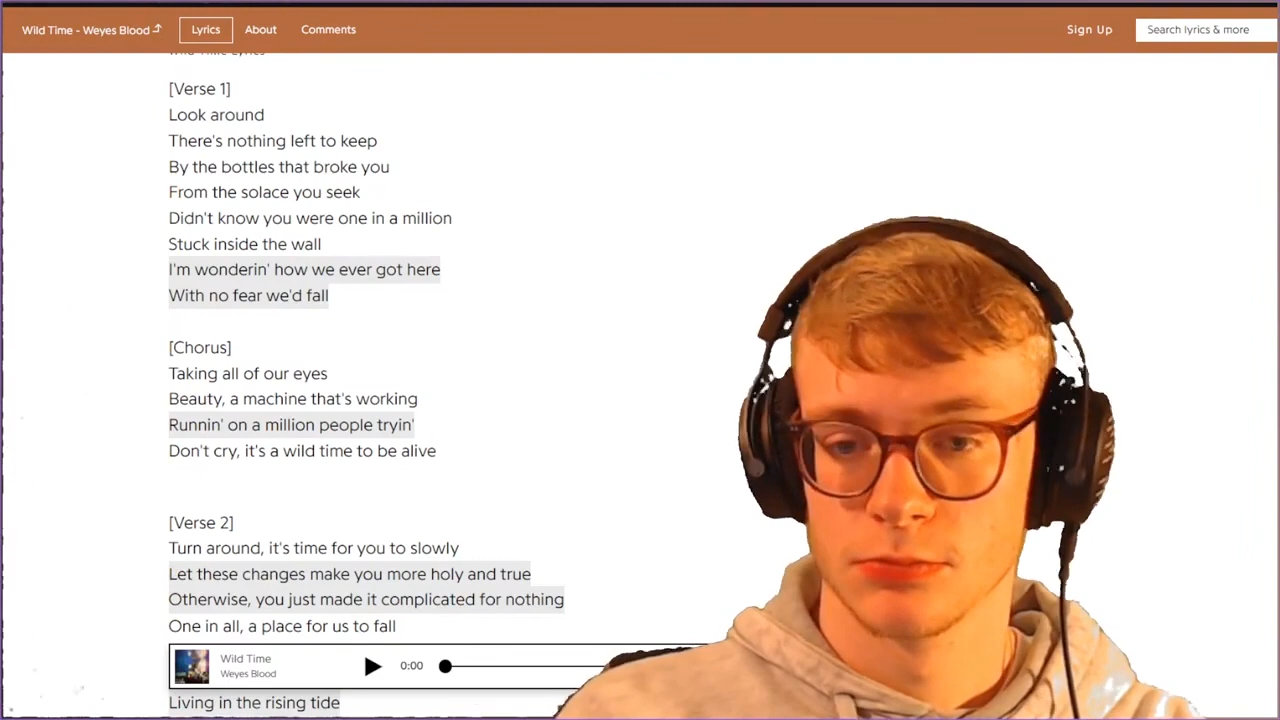 Wild Time - Weyes Blood
Lyrics
About
Comments
Sign Up
Search lyrics & more
Wild Time Lyrics
[Verse 1]
Look around
There's nothing left to keep
By the bottles that broke you
From the solace you seek
Didn't know you were one in a million
Stuck inside the wall
I'm wonderin' how we ever got here
With no fear we'd fall
[Chorus]
Taking all of our eyes
Beauty, a machine that's working
Runnin' on a million people tryin'
Don't cry, it's a wild time to be alive
[Verse 2]
Turn around, it's time for you to slowly
Let these changes make you more holy and true
Otherwise, you just made it complicated for nothing
One in all, a place for us to fall
Wild Time
Weyes Blood
0:00
Living in the rising tide